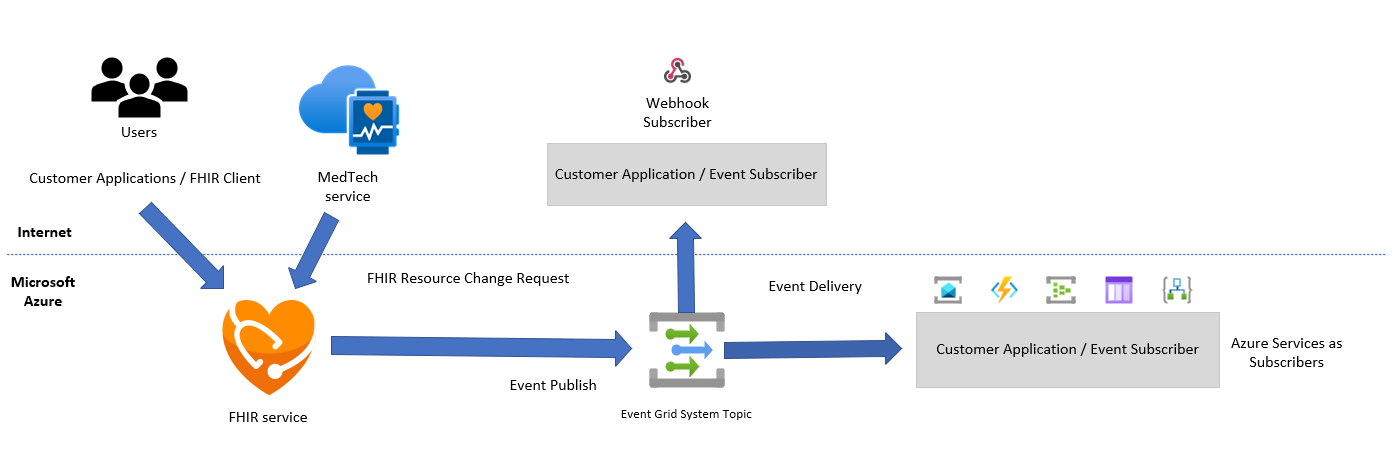 Users
Customer Applications / FHIR Client
MedTech
service
Webhook
Subscriber
Customer Application / Event Subscriber
Internet
Microsoft
Azure
FHIR Resource Change Request
Event Delivery
Customer Application / Event Subscriber
Azure Services as
Subscribers
Event Publish
FHIR service
Event Grid System Topic